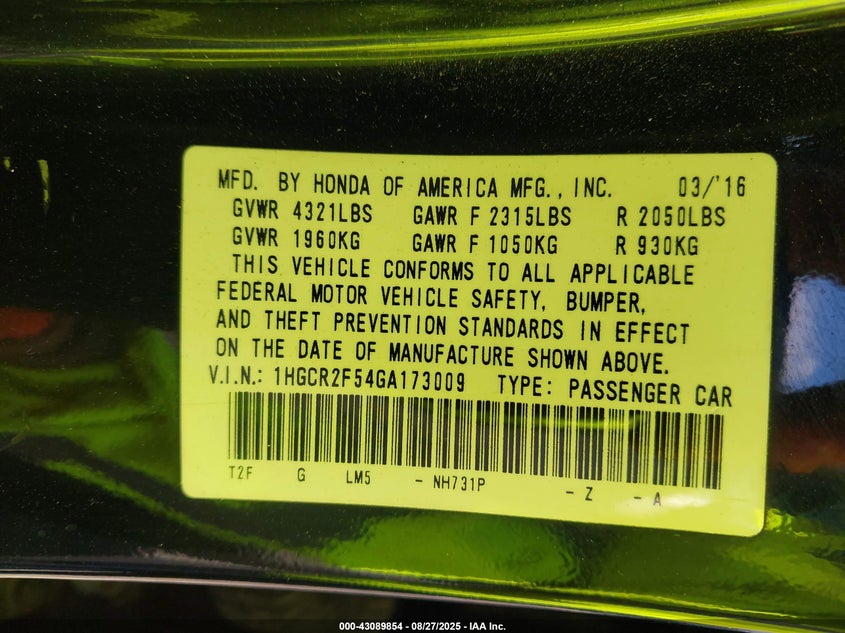 MFD. BY HONDA OF AMERICA MFG., INC. 03/'16
GVWR 4321LBS GAWR F 2315LBS R 2050LBS
GVWR 1960KG GAWR F 1050KG R 930KG
THIS VEHICLE CONFORMS TO ALL APPLICABLE
FEDERAL MOTOR VEHICLE SAFETY, BUMPER,
AND THEFT PREVENTION STANDARDS IN EFFECT
ON THE DATE OF MANUFACTURE SHOWN ABOVE.
V.I.N.: 1HGCR2F54GA173009 TYPE: PASSENGER CAR
T2F G LM5 - NH731P - Z - A
000-43089854 - 08/27/2025 - IAA Inc.